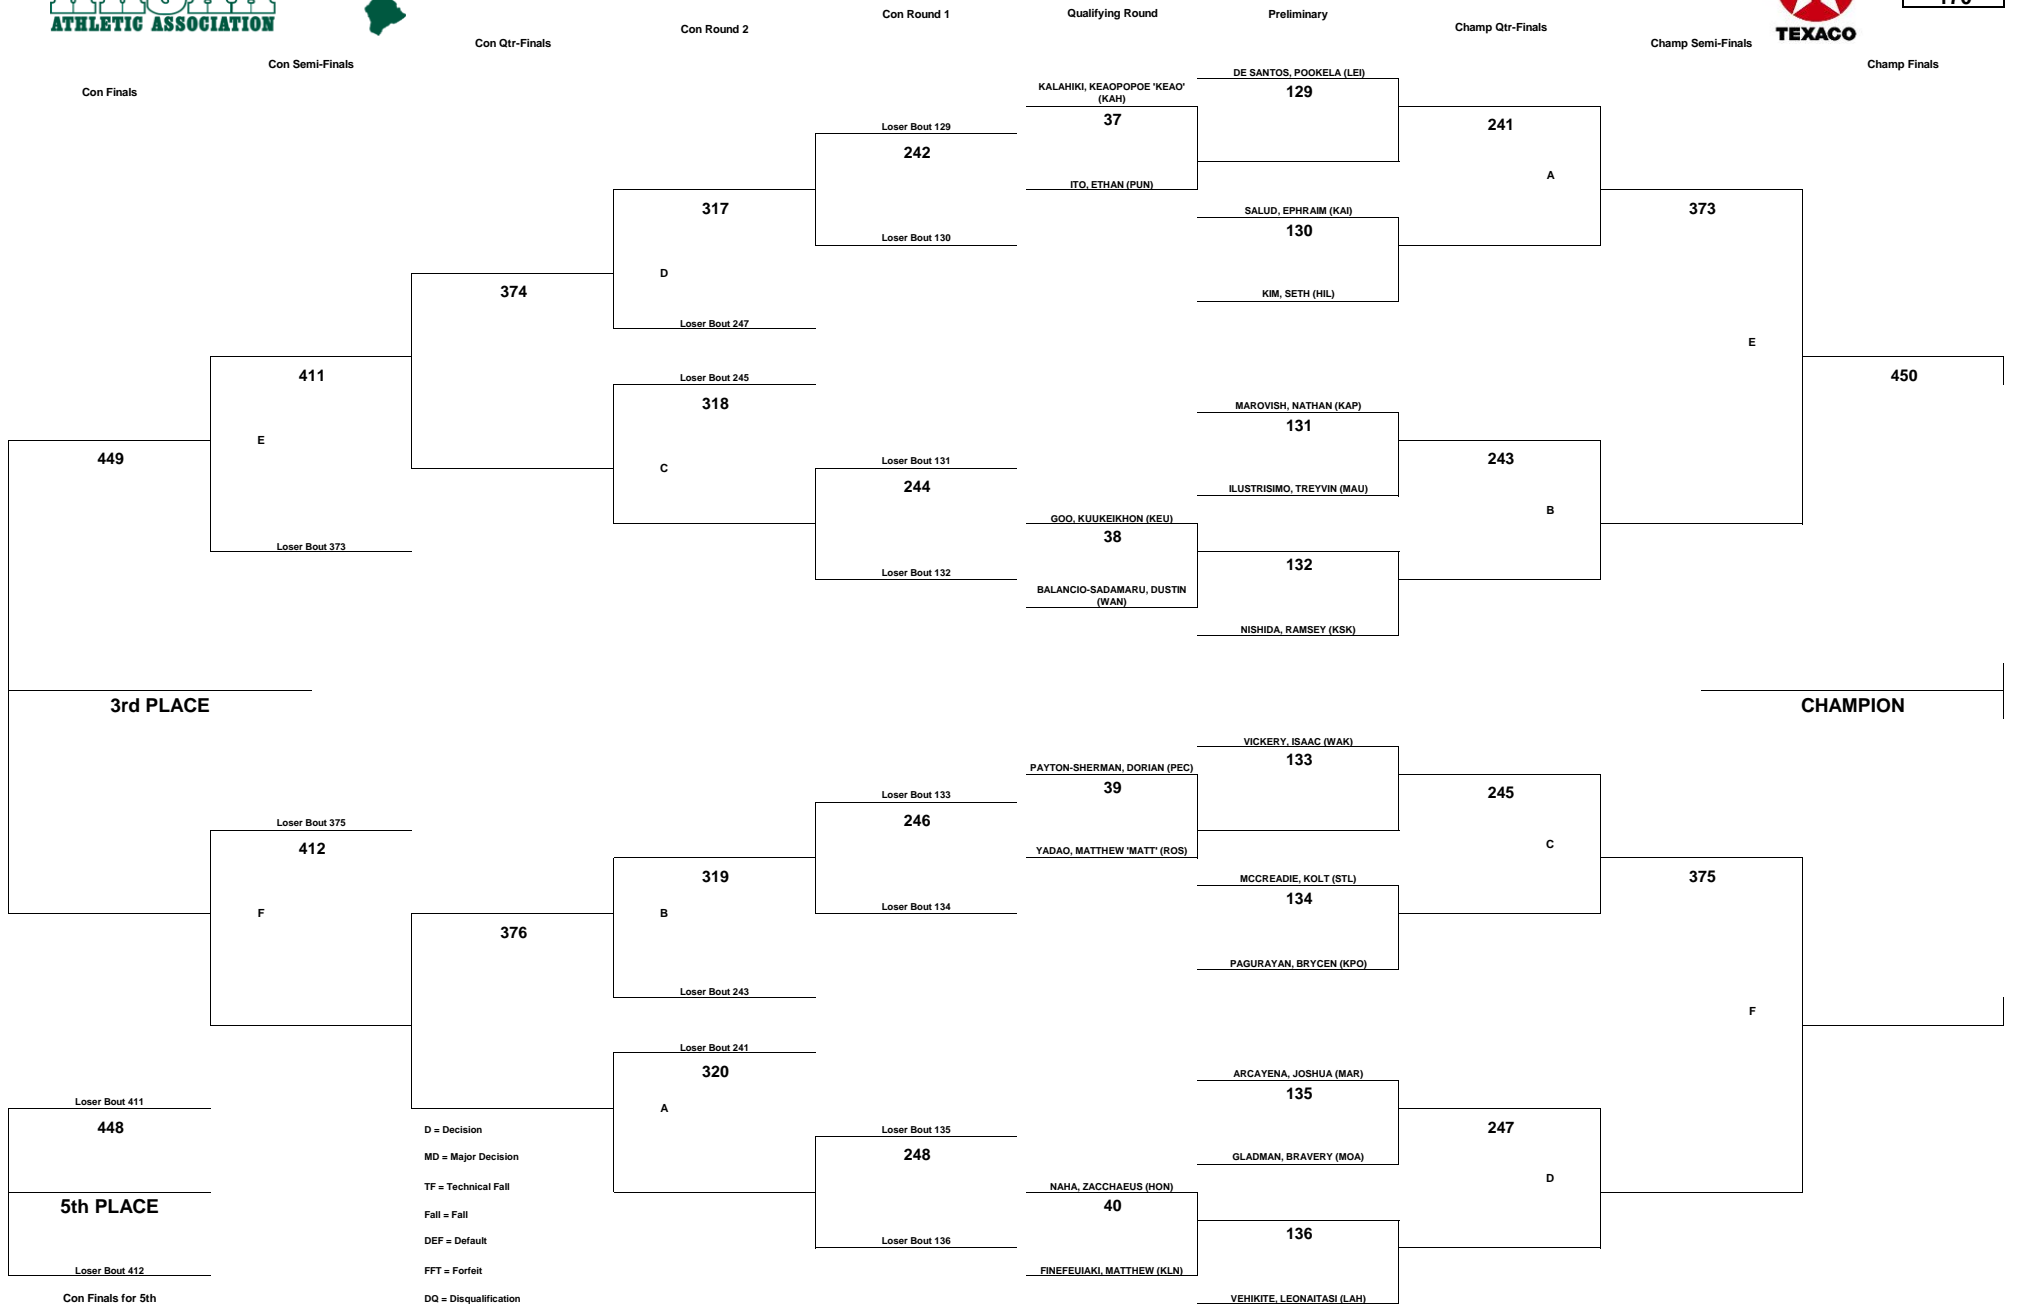 ATHLETIC ASSOCIATION
TEXACO
Con Round 1
Qualifying Round
Preliminary
Con Round 2
Champ Qtr-Finals
Con Qtr-Finals
Champ Semi-Finals
Con Semi-Finals
Champ Finals
Con Finals
DE SANTOS, POOKELA (LEI)
129
KALAHIKI, KEAOPOPOE 'KEAO'
(KAH)
37
ITO, ETHAN (PUN)
241
A
Loser Bout 129
242
Loser Bout 130
SALUD, EPHRAIM (KAI)
130
KIM, SETH (HIL)
317
D
Loser Bout 247
373
E
374
411
E
Loser Bout 373
450
Loser Bout 245
318
C
MAROVISH, NATHAN (KAP)
131
ILUSTRISIMO, TREYVIN (MAU)
449
243
B
Loser Bout 131
244
Loser Bout 132
GOO, KUUKEIKHON (KEU)
38
BALANCIO-SADAMARU, DUSTIN
(WAN)
132
NISHIDA, RAMSEY (KSK)
3rd PLACE
CHAMPION
VICKERY, ISAAC (WAK)
133
PAYTON-SHERMAN, DORIAN (PEC)
39
YADAO, MATTHEW 'MATT' (ROS)
245
C
Loser Bout 133
246
Loser Bout 134
Loser Bout 375
412
F
319
B
Loser Bout 243
MCCREADIE, KOLT (STL)
134
PAGURAYAN, BRYCEN (KPO)
375
F
376
Loser Bout 241
320
A
ARCAYENA, JOSHUA (MAR)
135
GLADMAN, BRAVERY (MOA)
247
D
Loser Bout 135
248
Loser Bout 136
NAHA, ZACCHAEUS (HON)
40
FINEFEUIAKI, MATTHEW (KLN)
136
VEHIKITE, LEONAITASI (LAH)
Loser Bout 411
448
5th PLACE
Loser Bout 412
Con Finals for 5th
D = Decision
MD = Major Decision
TF = Technical Fall
Fall = Fall
DEF = Default
FFT = Forfeit
DQ = Disqualification